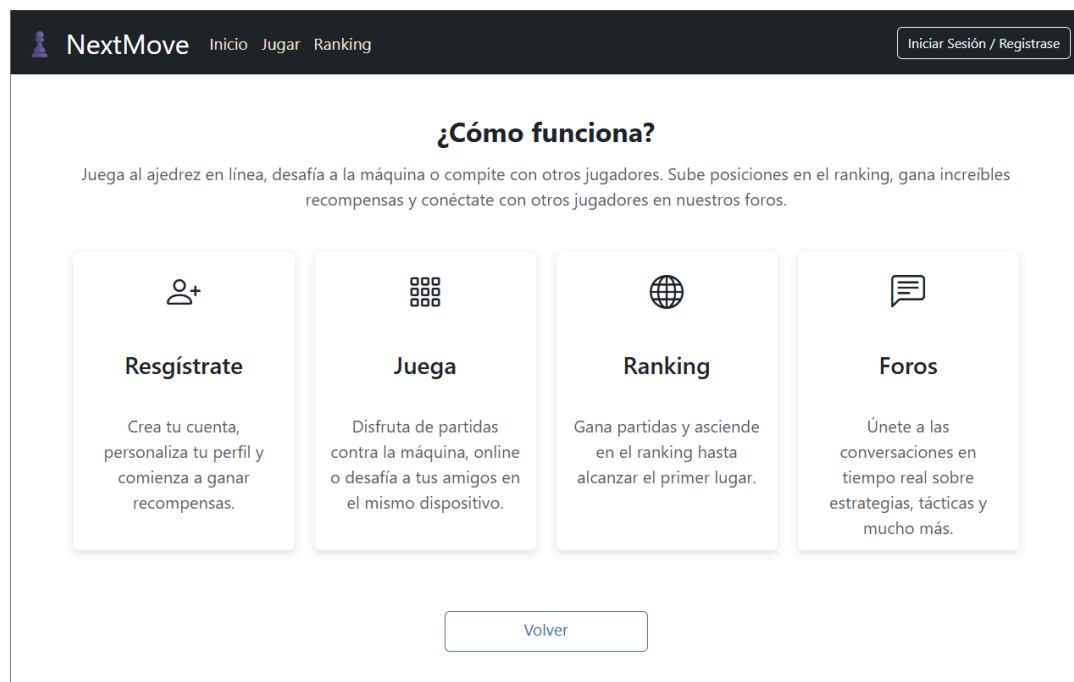 NextMove Inicio Jugar Ranking Iniciar Sesión / Registrase
¿Cómo funciona?
Juega al ajedrez en línea, desafía a la máquina o compite con otros jugadores. Sube posiciones en el ranking, gana increíbles
recompensas y conéctate con otros jugadores en nuestros foros.
Resgístrate
Crea tu cuenta,
personaliza tu perfil y
comienza a ganar
recompensas.
Juega
Disfruta de partidas
contra la máquina, online
o desafía a tus amigos en
el mismo dispositivo.
Ranking
Gana partidas y asciende
en el ranking hasta
alcanzar el primer lugar.
Foros
Únete a las
conversaciones en
tiempo real sobre
estrategias, tácticas y
mucho más.
Volver